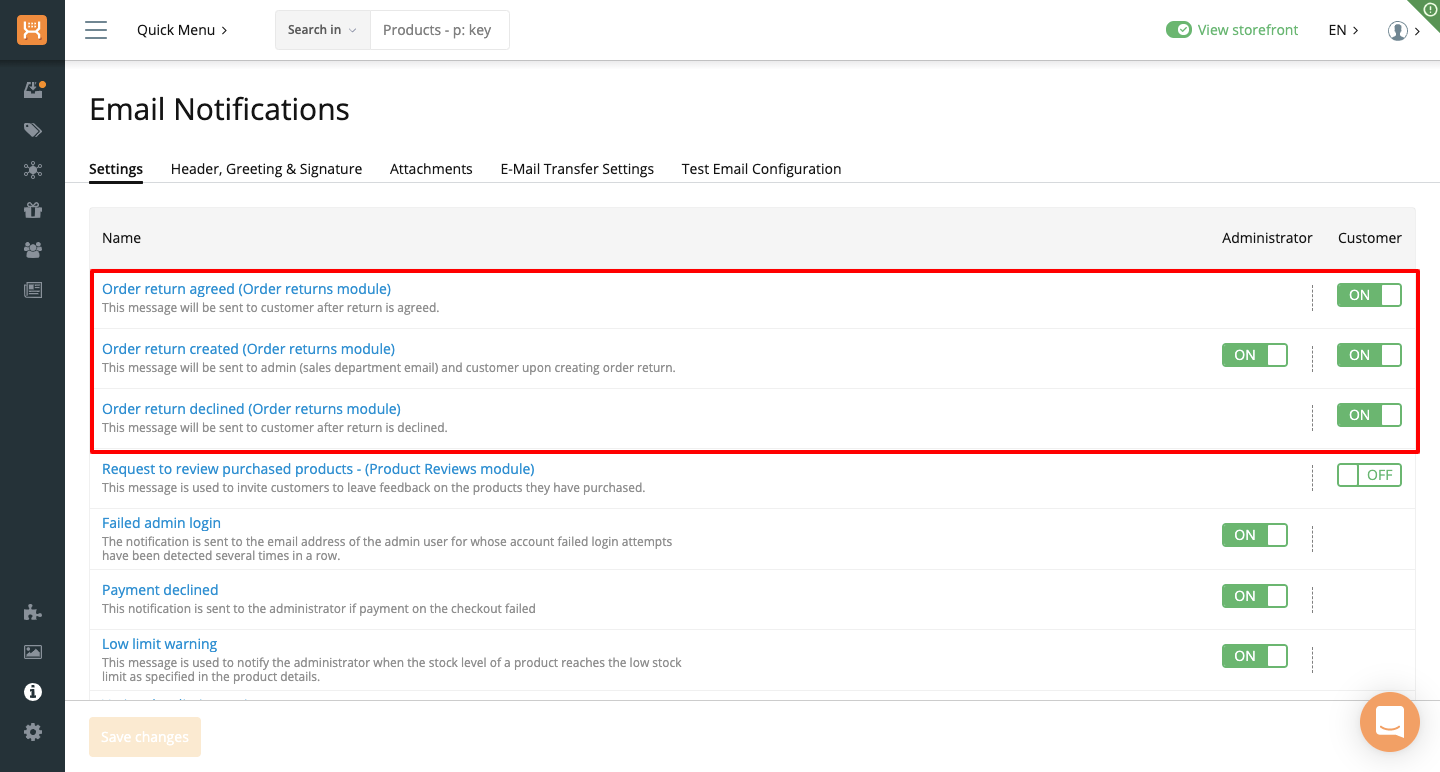 Quick Menu
Search in
Products - p: key
View storefront
EN
Email Notifications
Settings
Header, Greeting & Signature
Attachments
E-Mail Transfer Settings
Test Email Configuration
Name
Administrator
Customer
Order return agreed (Order returns module)
This message will be sent to customer after return is agreed.
ON
Order return created (Order returns module)
This message will be sent to admin (sales department email) and customer upon creating order return.
ON
ON
Order return declined (Order returns module)
This message will be sent to customer after return is declined.
ON
Request to review purchased products - (Product Reviews module)
This message is used to invite customers to leave feedback on the products they have purchased.
OFF
Failed admin login
The notification is sent to the email address of the admin user for whose account failed login attempts
have been detected several times in a row.
ON
Payment declined
This notification is sent to the administrator if payment on the checkout failed
ON
Low limit warning
This message is used to notify the administrator when the stock level of a product reaches the low stock
limit as specified in the product details.
ON
Save changes